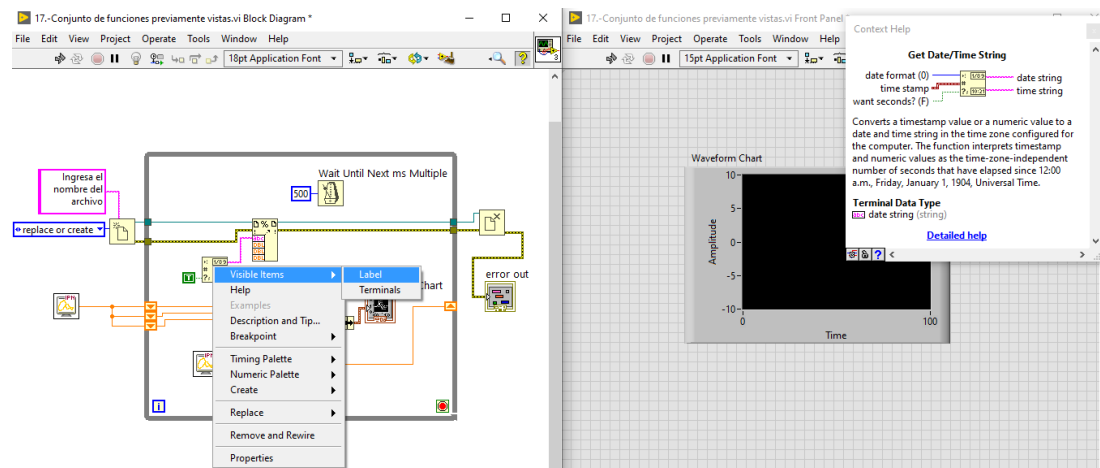 17.-Conjunto de funciones previamente vistas.vi Block Diagram *
File Edit View Project Operate Tools Window Help
18pt Application Font
3
Ingresa el
nombre del
archivo
replace or create
Wait Until Next ms Multiple
500
abc
T
1/89
Chart
error out
i
Visible Items
Help
Examples
Description and Tip...
Breakpoint
Timing Palette
Numeric Palette
Create
Replace
Remove and Rewire
Properties
Label
Terminals
17.-Conjunto de funciones previamente vistas.vi Front Panel
File Edit View Project Operate Tools Window Help
15pt Application Font
Waveform Chart
Amplitude
10
5
0
-5
-10
0
100
Time
Context Help
Get Date/Time String
date format (0)
time stamp
want seconds? (F)
date string
time string
Converts a timestamp value or a numeric value to a
date and time string in the time zone configured for
the computer. The function interprets timestamp
and numeric values as the time-zone-independent
number of seconds that have elapsed since 12:00
a.m., Friday, January 1, 1904, Universal Time.
Terminal Data Type
abc date string (string)
Detailed help